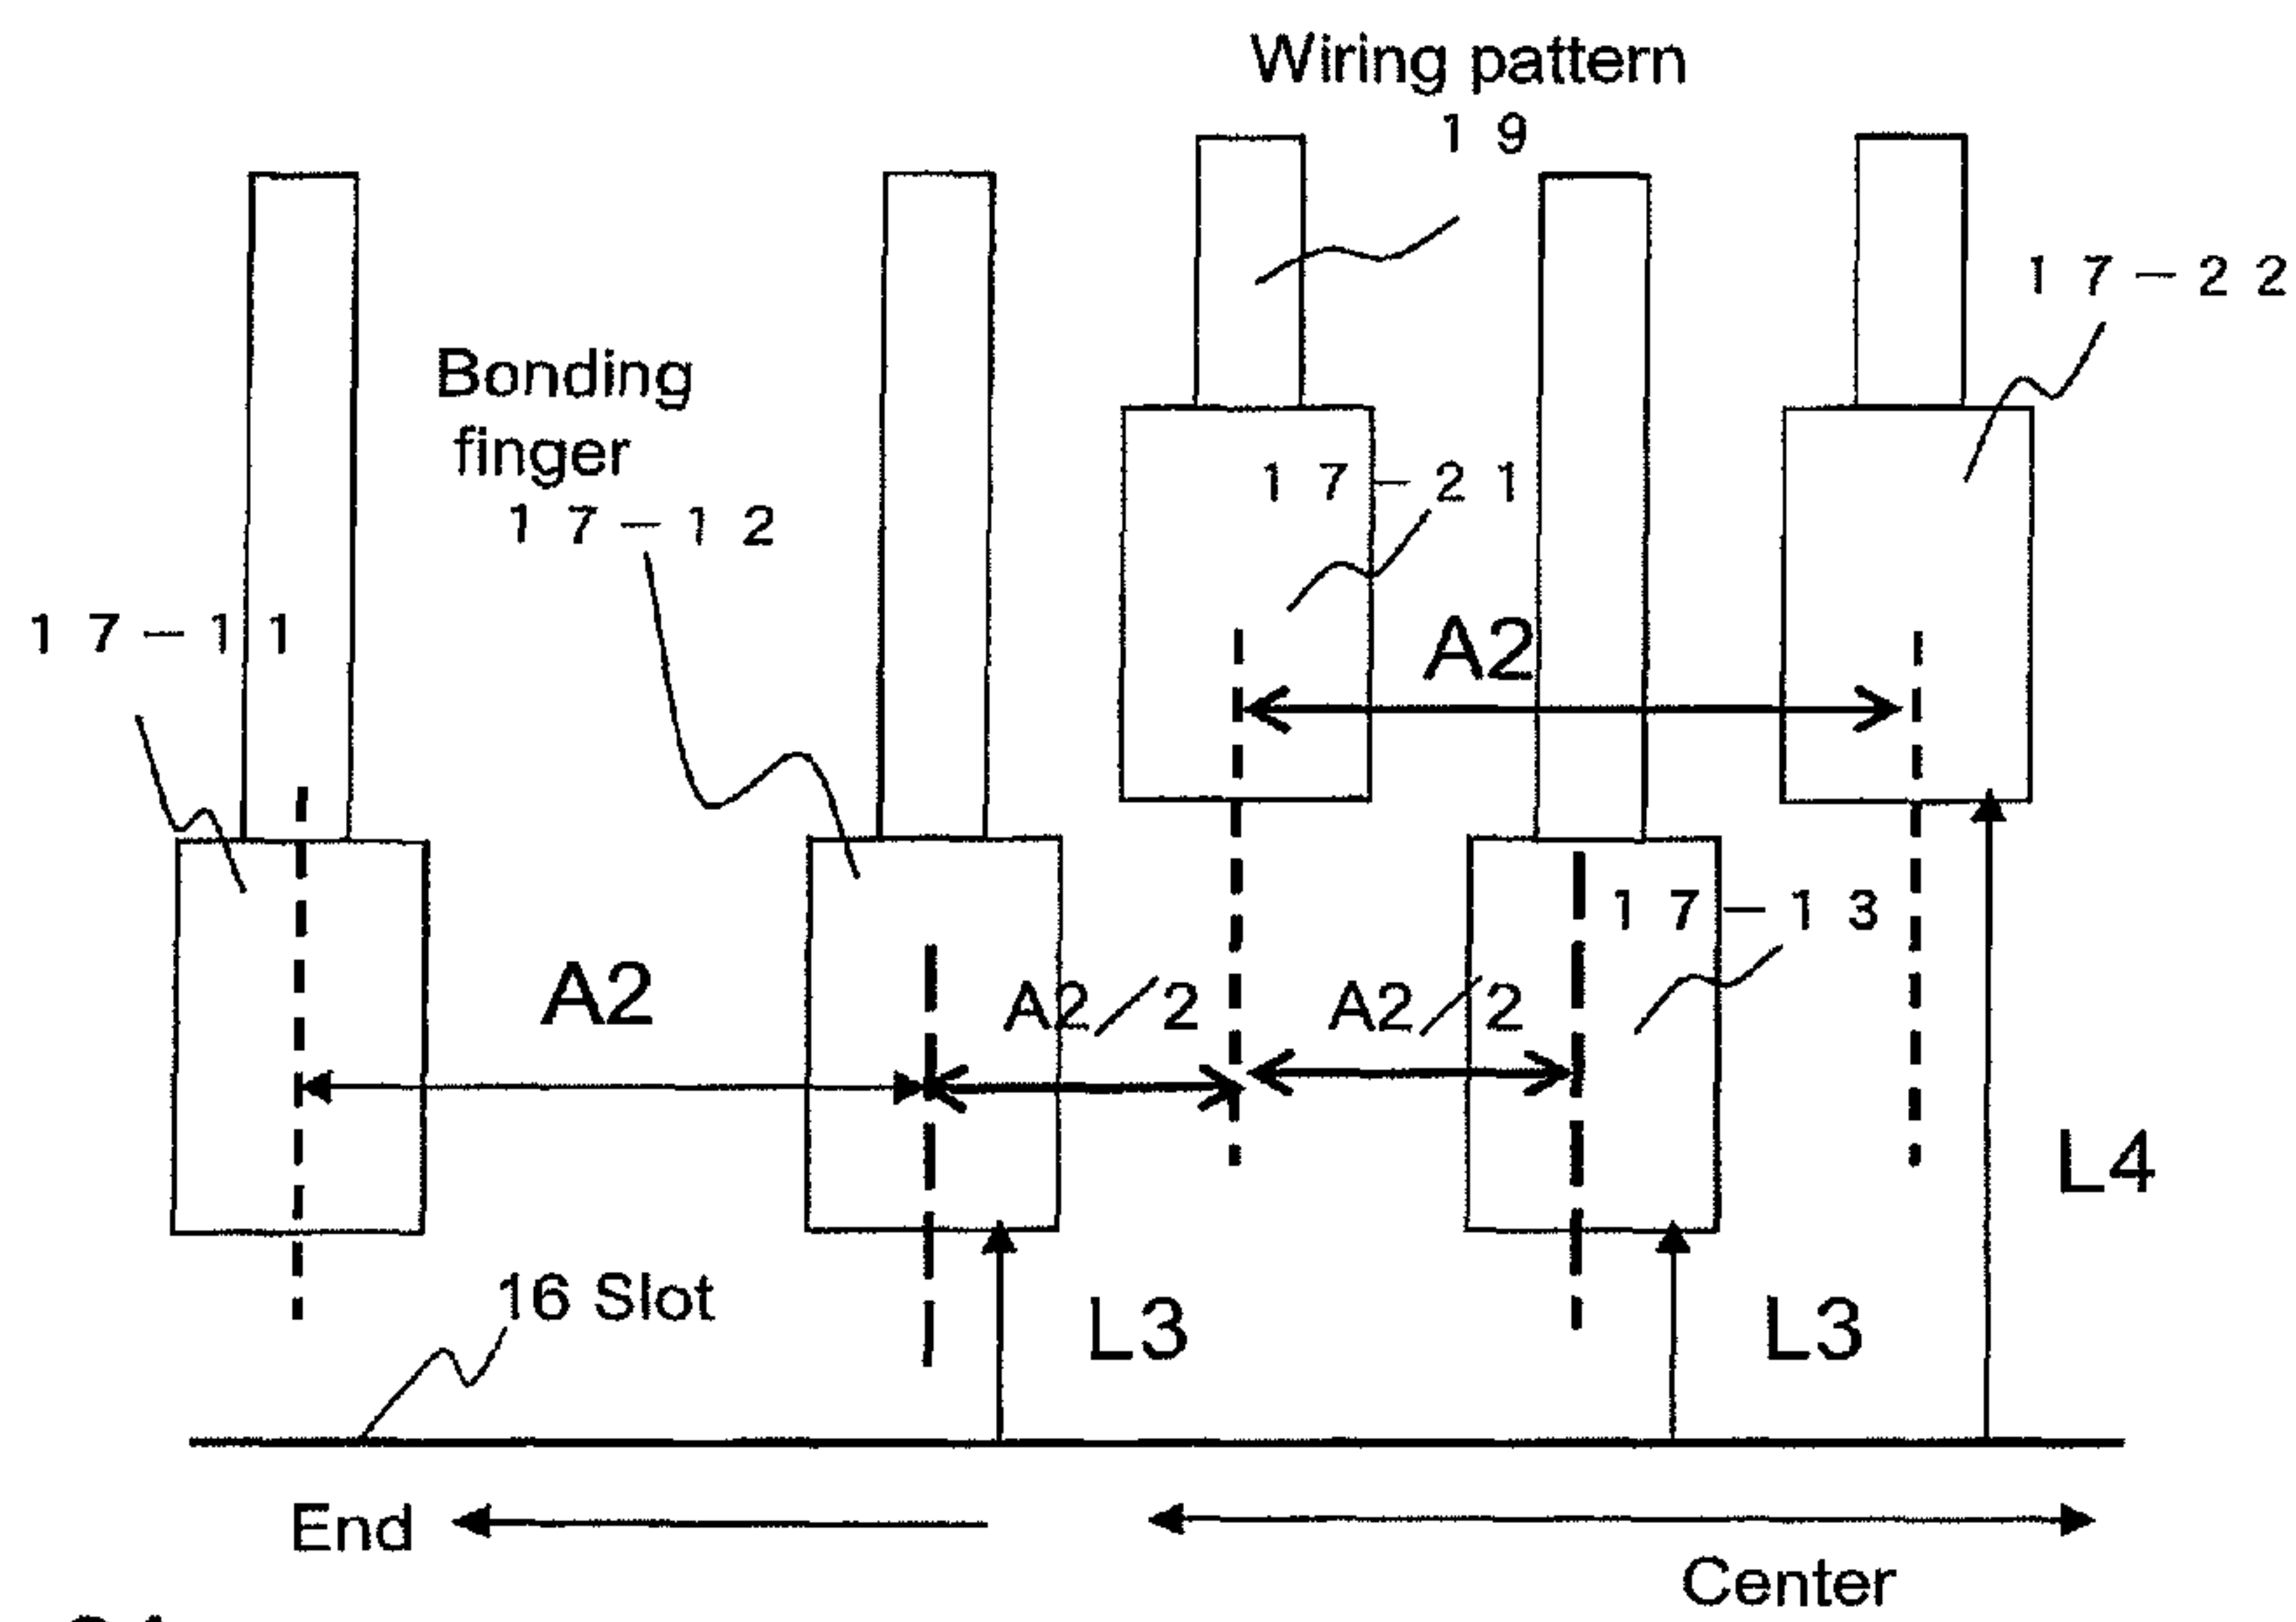 Wiring pattern
19
17-22
Bonding
finger
17-12
17-21
17-11
A2
17-13
A2
A2/2
A2/2
L4
16 Slot
L3
L3
End
Center